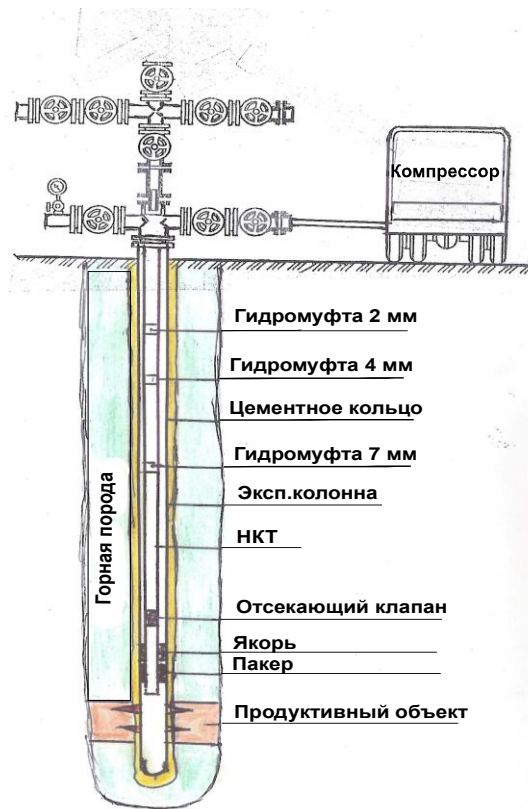 Компрессор
Гидромуфта 2 мм
Гидромуфта 4 мм
Цементное кольцо
Гидромуфта 7 мм
Эксп.колонна
НКТ
Горная порода
Отсекающий клапан
Якорь
Пакер
Продуктивный объект